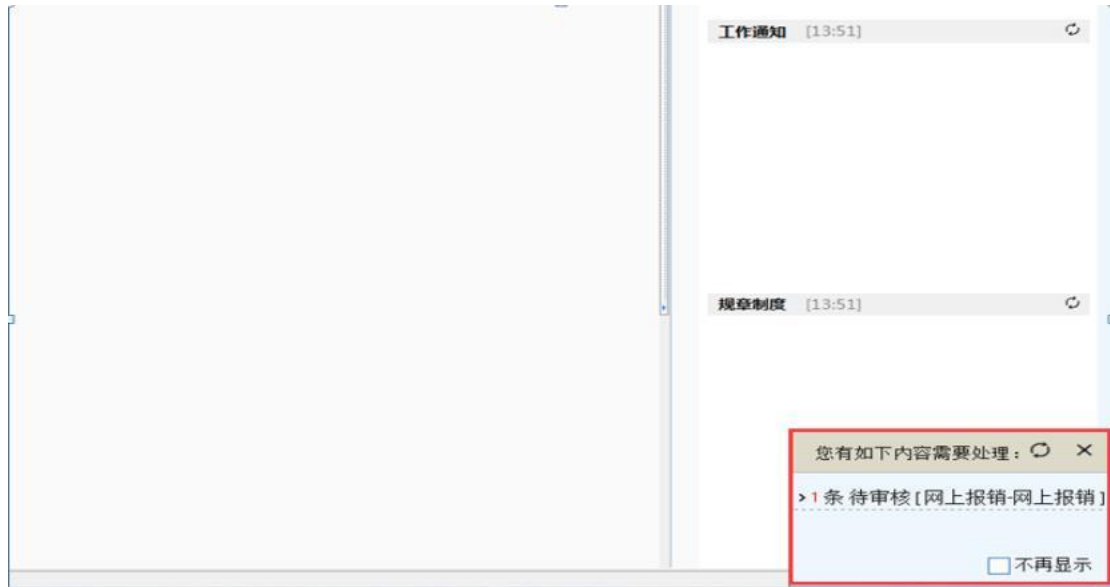 工作通知 [13:51]
规章制度 [13:51]
您有如下内容需要处理：
1 条 待审核 [网上报销-网上报销]
不再显示